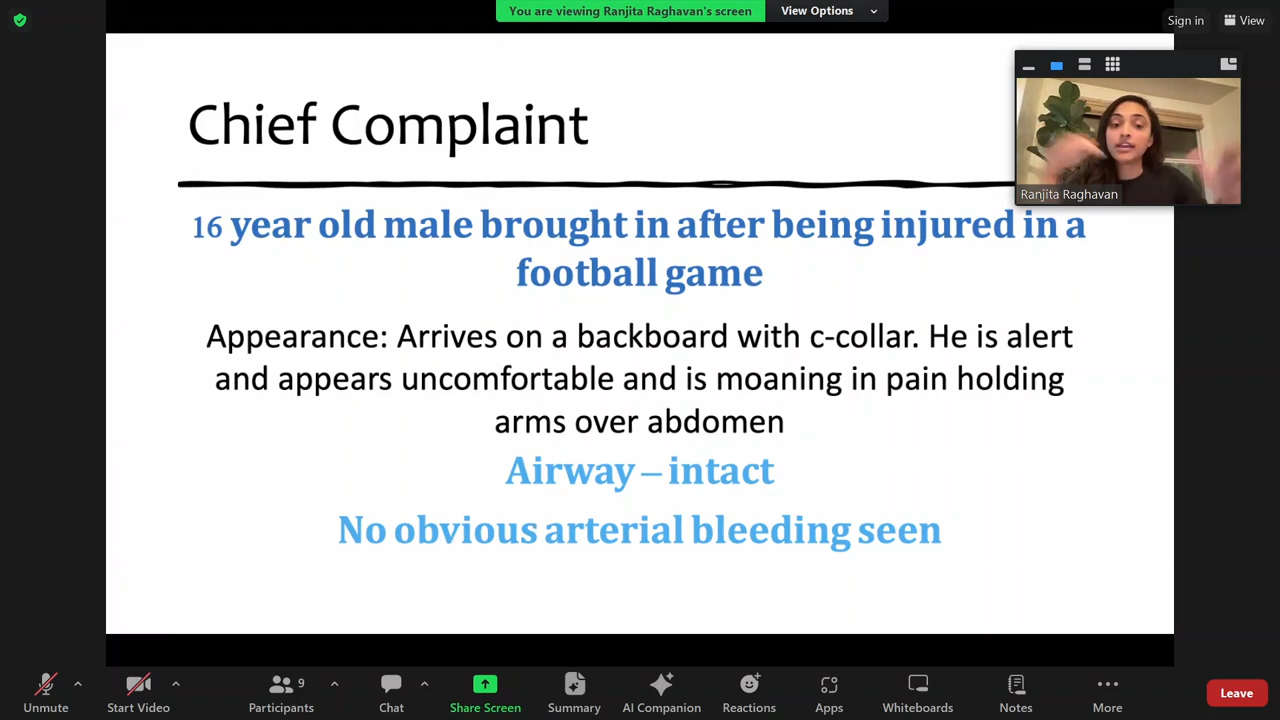 You are viewing Ranjita Raghavan's screen
View Options
Sign in
View
Chief Complaint
Ranjita Raghavan
16 year old male brought in after being injured in a
football game
Appearance: Arrives on a backboard with c-collar. He is alert
and appears uncomfortable and is moaning in pain holding
arms over abdomen
Airway – intact
No obvious arterial bleeding seen
Unmute
Start Video
9
Participants
Chat
Share Screen
Summary
AI Companion
Reactions
Apps
Whiteboards
Notes
More
Leave